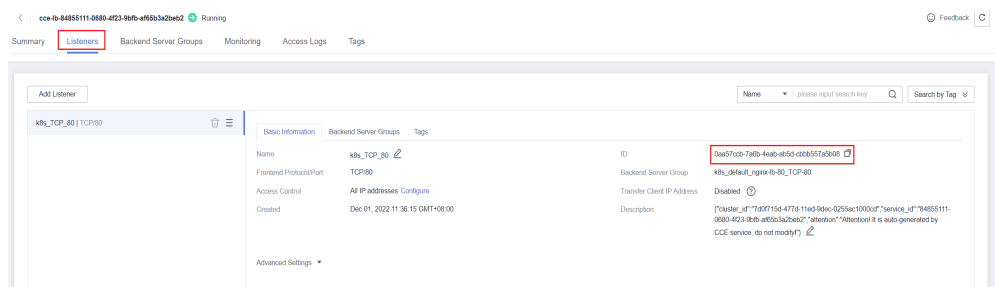 cce-lb-84855111-0680-4f23-9bfb-af65b3a2beb2 Running Feedback
Summary Listeners Backend Server Groups Monitoring Access Logs Tags
Add Listener Name please input search key Search by Tag
k8s_TCP_80 | TCP/80
Basic Information Backend Server Groups Tags
Name k8s_TCP_80 ID 0aa57ccb-7a6b-4eab-ab5d-cbbb557a5b08
Frontend Protocol/Port TCP/80 Backend Server Group k8s_default_nginx-lb-80_TCP-80
Access Control All IP addresses Configure Transfer Client IP Address Disabled
Created Dec 01, 2022 11:36:15 GMT+08:00 Description {"cluster_id":"7d0f715d-477d-11ed-9dec-0255ac1000cd","service_id":"84855111-
0680-4f23-9bfb-af65b3a2beb2","attention":"Attention! It is auto-generated by
CCE service, do not modify!"}
Advanced Settings